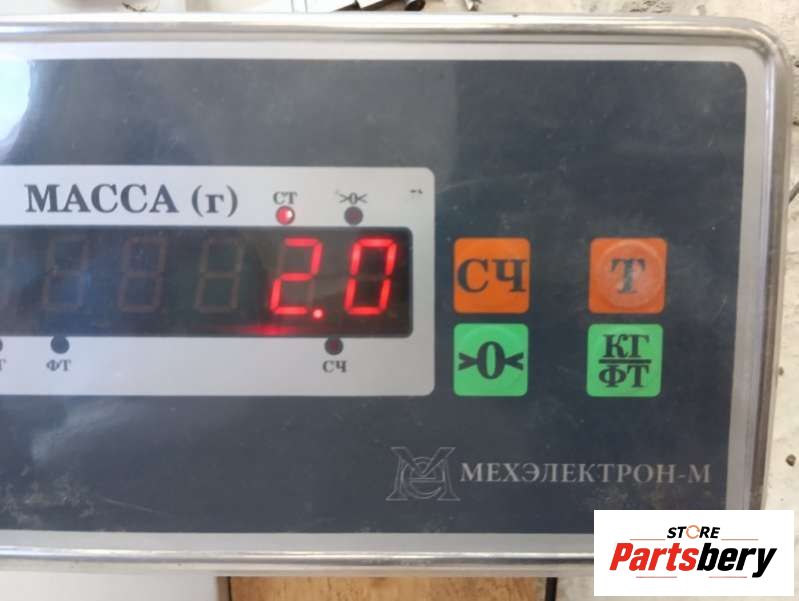 МАССА (г)
СТ
>0<
2.0
ФТ
СЧ
СЧ
Т
>0<
КГ
ФТ
МЕХЭЛЕКТРОН-М
STORE
Partsbery